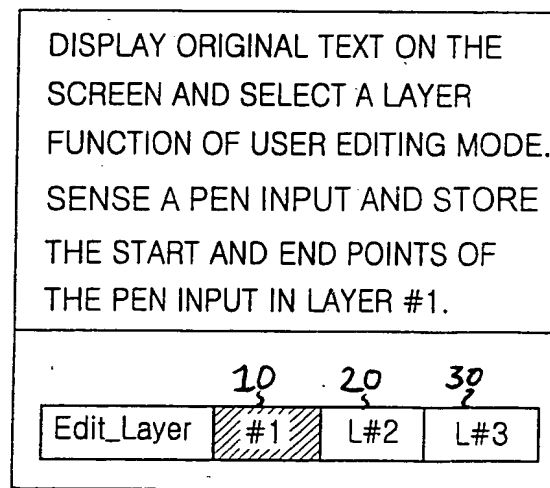 DISPLAY ORIGINAL TEXT ON THE
SCREEN AND SELECT A LAYER
FUNCTION OF USER EDITING MODE.
SENSE A PEN INPUT AND STORE
THE START AND END POINTS OF
THE PEN INPUT IN LAYER #1.
10 20 30
Edit_Layer #1 L#2 L#3